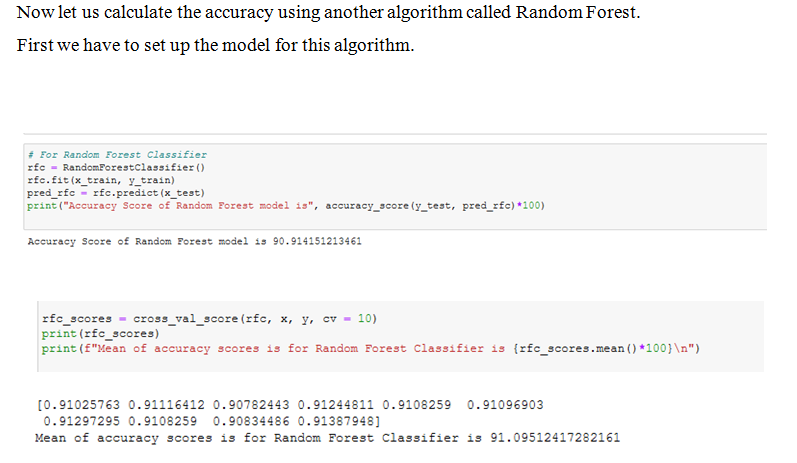 Now let us calculate the accuracy using another algorithm called Random Forest.
First we have to set up the model for this algorithm.
# For Random Forest Classifier
rfc = RandomForestClassifier()
rfc.fit(x_train, y_train)
pred_rfc = rfc.predict(x_test)
print("Accuracy Score of Random Forest model is", accuracy_score(y_test, pred_rfc)*100)
Accuracy Score of Random Forest model is 90.914151213461
rfc_scores = cross_val_score(rfc, x, y, cv = 10)
print(rfc_scores)
print(f"Mean of accuracy scores is for Random Forest Classifier is {rfc_scores.mean()*100}\n")
[0.91025763 0.91116412 0.90782443 0.91244811 0.9108259  0.91096903
0.91297295 0.9108259  0.90834486 0.91387948]
Mean of accuracy scores is for Random Forest Classifier is 91.09512417282161